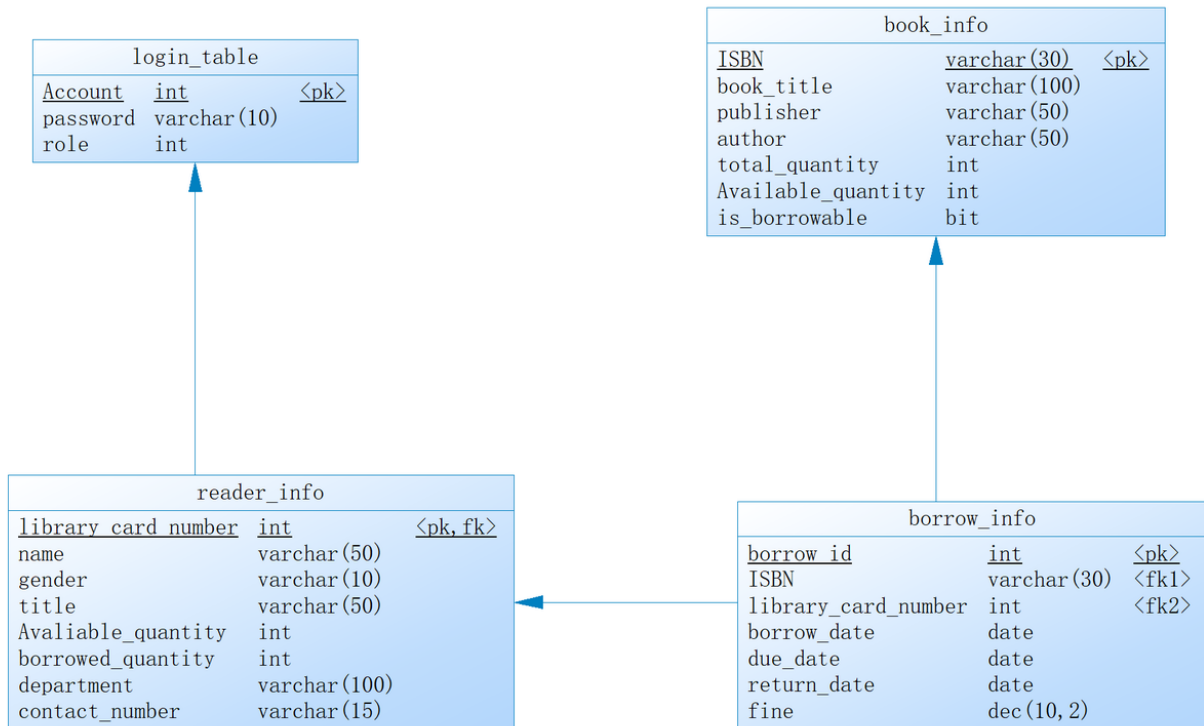 login_table
Account int <pk>
password varchar(10)
role int
book_info
ISBN varchar(30) <pk>
book_title varchar(100)
publisher varchar(50)
author varchar(50)
total_quantity int
Available_quantity int
is_borrowable bit
reader_info
library_card_number int <pk,fk>
name varchar(50)
gender varchar(10)
title varchar(50)
Avaliable_quantity int
borrowed_quantity int
department varchar(100)
contact_number varchar(15)
borrow_info
borrow_id int <pk>
ISBN varchar(30) <fk1>
library_card_number int <fk2>
borrow_date date
due_date date
return_date date
fine dec(10,2)